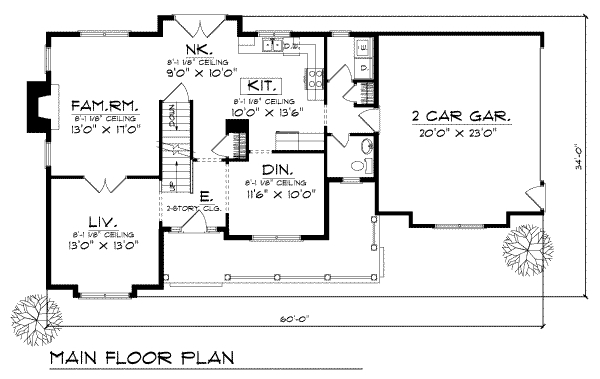 NK.
8'-1 1/8" CEILING
9'0" X 10'0"
D.W.
D
W
KIT.
8'-1 1/8" CEILING
10'0" X 13'6"
FAM.RM.
8'-1 1/8" CEILING
13'0" X 17'0"
DOWN
2 CAR GAR.
20'0" X 23'0"
34'-0"
UP
DIN.
8'-1 1/8" CEILING
11'6" X 10'0"
E.
2-STORY CLG.
LIV.
8'-1 1/8" CEILING
13'0" X 13'0"
60'-0"
MAIN FLOOR PLAN